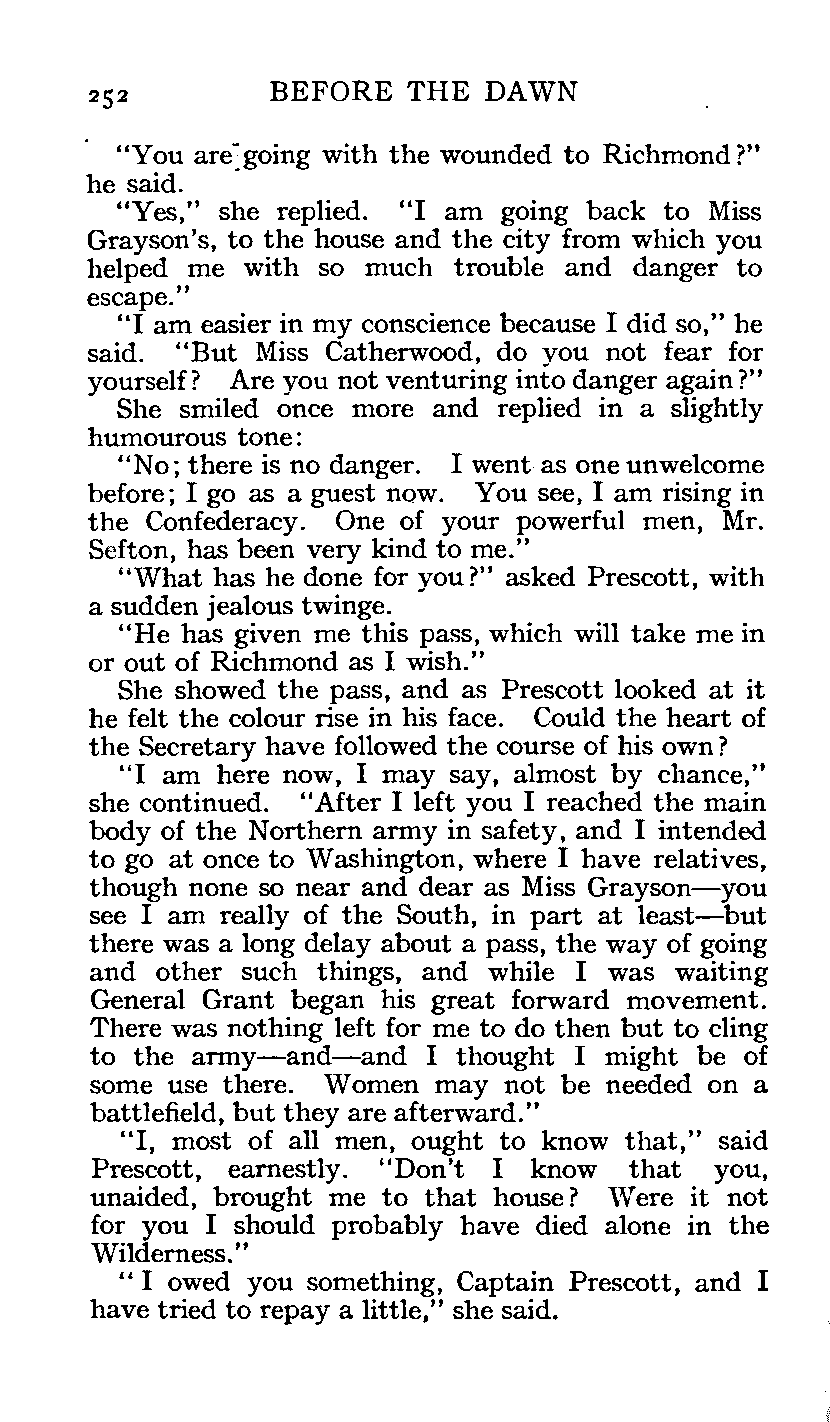 252 BEFORE THE DAWN
"You are going with the wounded to Richmond?"
he said.
"Yes," she replied. "I am going back to Miss
Grayson's, to the house and the city from which you
helped me with so much trouble and danger to
escape."
"I am easier in my conscience because I did so," he
said. "But Miss Catherwood, do you not fear for
yourself? Are you not venturing into danger again?"
She smiled once more and replied in a slightly
humourous tone:
"No; there is no danger. I went as one unwelcome
before; I go as a guest now. You see, I am rising in
the Confederacy. One of your powerful men, Mr.
Sefton, has been very kind to me."
"What has he done for you?" asked Prescott, with
a sudden jealous twinge.
"He has given me this pass, which will take me in
or out of Richmond as I wish."
She showed the pass, and as Prescott looked at it
he felt the colour rise in his face. Could the heart of
the Secretary have followed the course of his own?
"I am here now, I may say, almost by chance,"
she continued. "After I left you I reached the main
body of the Northern army in safety, and I intended
to go at once to Washington, where I have relatives,
though none so near and dear as Miss Grayson—you
see I am really of the South, in part at least—but
there was a long delay about a pass, the way of going
and other such things, and while I was waiting
General Grant began his great forward movement.
There was nothing left for me to do then but to cling
to the army—and—and I thought I might be of
some use there. Women may not be needed on a
battlefield, but they are afterward."
"I, most of all men, ought to know that," said
Prescott, earnestly. "Don't I know that you,
unaided, brought me to that house? Were it not
for you I should probably have died alone in the
Wilderness."
"I owed you something, Captain Prescott, and I
have tried to repay a little," she said.